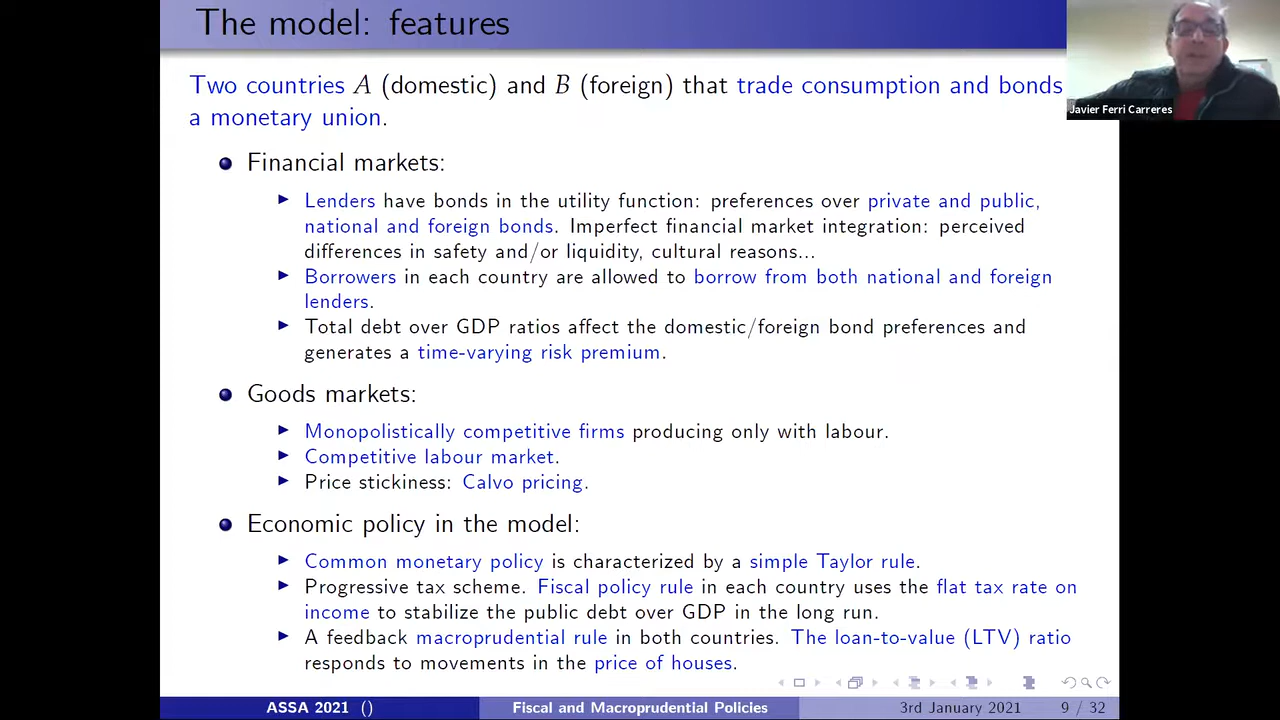 The model: features
Javier Ferri Carreres
Two countries A (domestic) and B (foreign) that trade consumption and bonds
a monetary union.
Financial markets:
Lenders have bonds in the utility function: preferences over private and public,
national and foreign bonds. Imperfect financial market integration: perceived
differences in safety and/or liquidity, cultural reasons...
Borrowers in each country are allowed to borrow from both national and foreign
lenders.
Total debt over GDP ratios affect the domestic/foreign bond preferences and
generates a time-varying risk premium.
Goods markets:
Monopolistically competitive firms producing only with labour.
Competitive labour market.
Price stickiness: Calvo pricing.
Economic policy in the model:
Common monetary policy is characterized by a simple Taylor rule.
Progressive tax scheme. Fiscal policy rule in each country uses the flat tax rate on
income to stabilize the public debt over GDP in the long run.
A feedback macroprudential rule in both countries. The loan-to-value (LTV) ratio
responds to movements in the price of houses.
ASSA 2021 ()
Fiscal and Macroprudential Policies
3rd January 2021
9 / 32